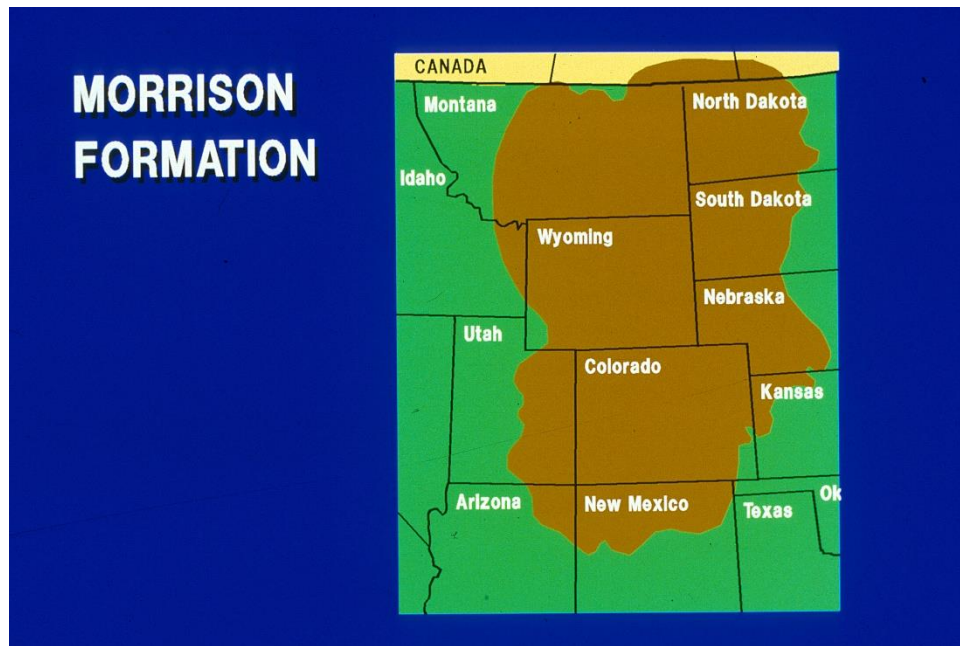 MORRISON
FORMATION
CANADA
Montana
North Dakota
Idaho
South Dakota
Wyoming
Nebraska
Utah
Colorado
Kansas
Arizona
New Mexico
Texas
Ok